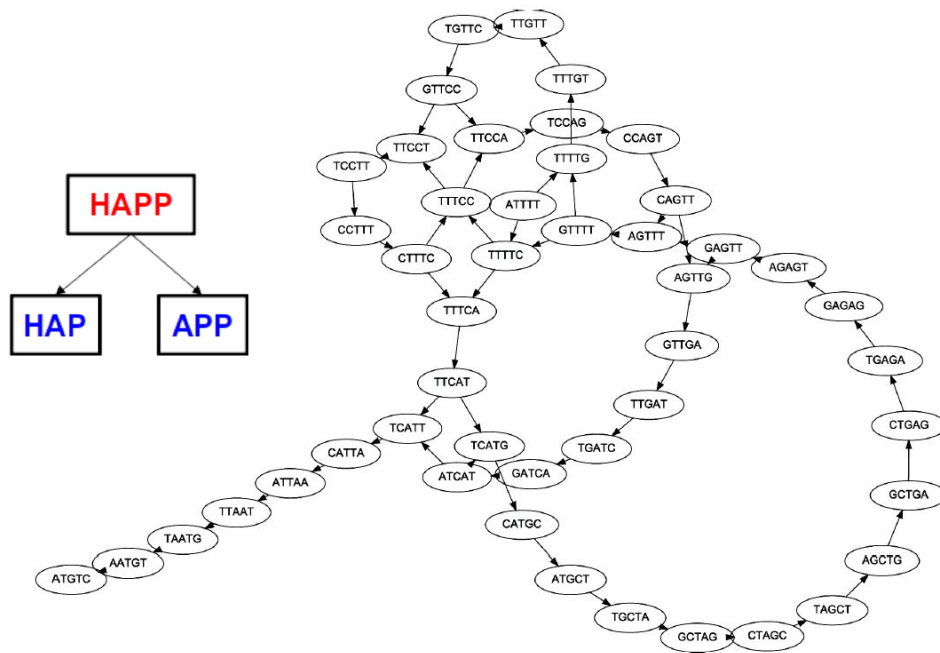 TGTTC TTGTT
TTTGT
GTTCC
TCCAG
TTCCA CCAGT
TTCCT
TTTTG
TCCTT
HAPP
TTTCC ATTTT CAGTT
CCTTT
GTTTT AGTTT
GAGTT
CTTTC TTTTC
AGTTG AGAGT
GAGAG
HAP APP
TTTCA
GTTGA
TGAGA
TTCAT
TTGAT
CTGAG
TCATT
TCATG TGATC
CATTA
ATCAT GATCA
ATTAA
GCTGA
TTAAT
CATGC
TAATG
AGCTG
AATGT
ATGTC ATGCT
TAGCT
TGCTA
GCTAG CTAGC